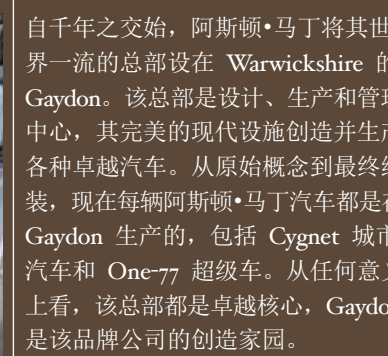 自千年之交始，阿斯顿•马丁将其世
界一流的总部设在 Warwickshire 的
Gaydon。该总部是设计、生产和管理
中心，其完美的现代设施创造并生产
各种卓越汽车。从原始概念到最终组
装，现在每辆阿斯顿•马丁汽车都是在
Gaydon 生产的，包括 Cygnet 城市
汽车和 One-77 超级车。从任何意义
上看，该总部都是卓越核心，Gaydo
是该品牌公司的创造家园。